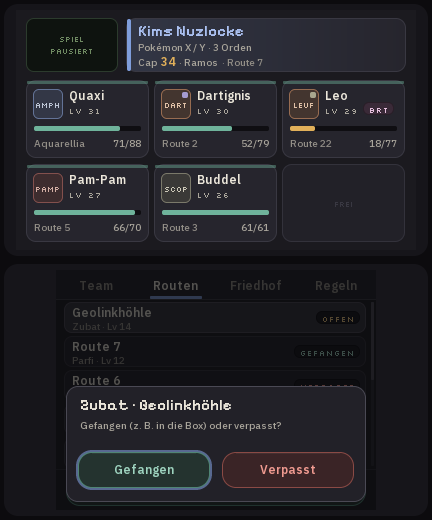 SPIEL
PAUSIERT
Kims Nuzlocke
Pokémon X / Y · 3 Orden
Cap 34 · Ramos · Route 7
AMPH
Quaxi
LV 31
Aquarellia 71/88
DART
Dartignis
LV 30
Route 2 52/79
LEUF
Leo
LV 29 BRT
Route 22 18/77
PAMP
Pam-Pam
LV 27
Route 5 66/70
SCOP
Buddel
LV 26
Route 3 61/61
FREI
Team Routen Friedhof Regeln
Geolinkhöhle
Zubat · Lv 14
OFFEN
Route 7
Parfi · Lv 12
GEFANGEN
Route 6
Zubat · Geolinkhöhle
Gefangen (z. B. in die Box) oder verpasst?
Gefangen Verpasst